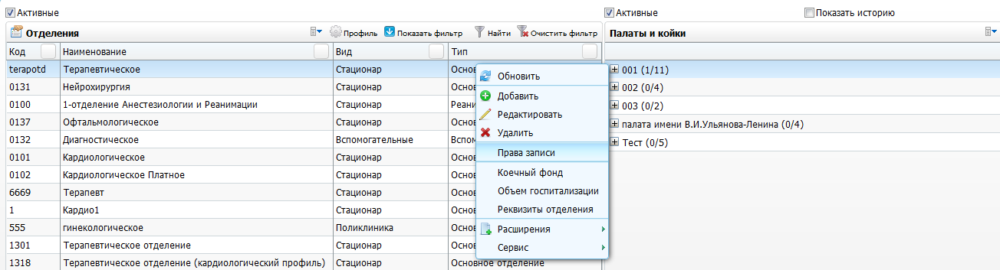 Активные
Активные
Показать историю
Отделения
Профиль
Показать фильтр
Найти
Очистить фильтр
Палаты и койки
Код Наименование Вид Тип
terapotd Терапевтическое Стационар Основ
0131 Нейрохирургия Стационар Основ
0100 1-отделение Анестезиологии и Реанимации Стационар Реани
0137 Офтальмологическое Стационар Основ
0132 Диагностическое Вспомогательные Вспом
0101 Кардиологическое Стационар Основ
0102 Кардиологическое Платное Стационар Основ
6669 Терапевт Стационар Основ
1 Кардио1 Стационар Основ
555 гинекологическое Поликлиника Основ
1301 Терапевтическое отделение Стационар Основ
1318 Терапевтическое отделение (кардиологический профиль) Стационар Основное отделение
Обновить
Добавить
Редактировать
Удалить
Права записи
Коечный фонд
Объем госпитализации
Реквизиты отделения
Расширения
Сервис
001 (1/11)
002 (0/4)
003 (0/2)
палата имени В.И.Ульянова-Ленина (0/4)
Тест (0/5)